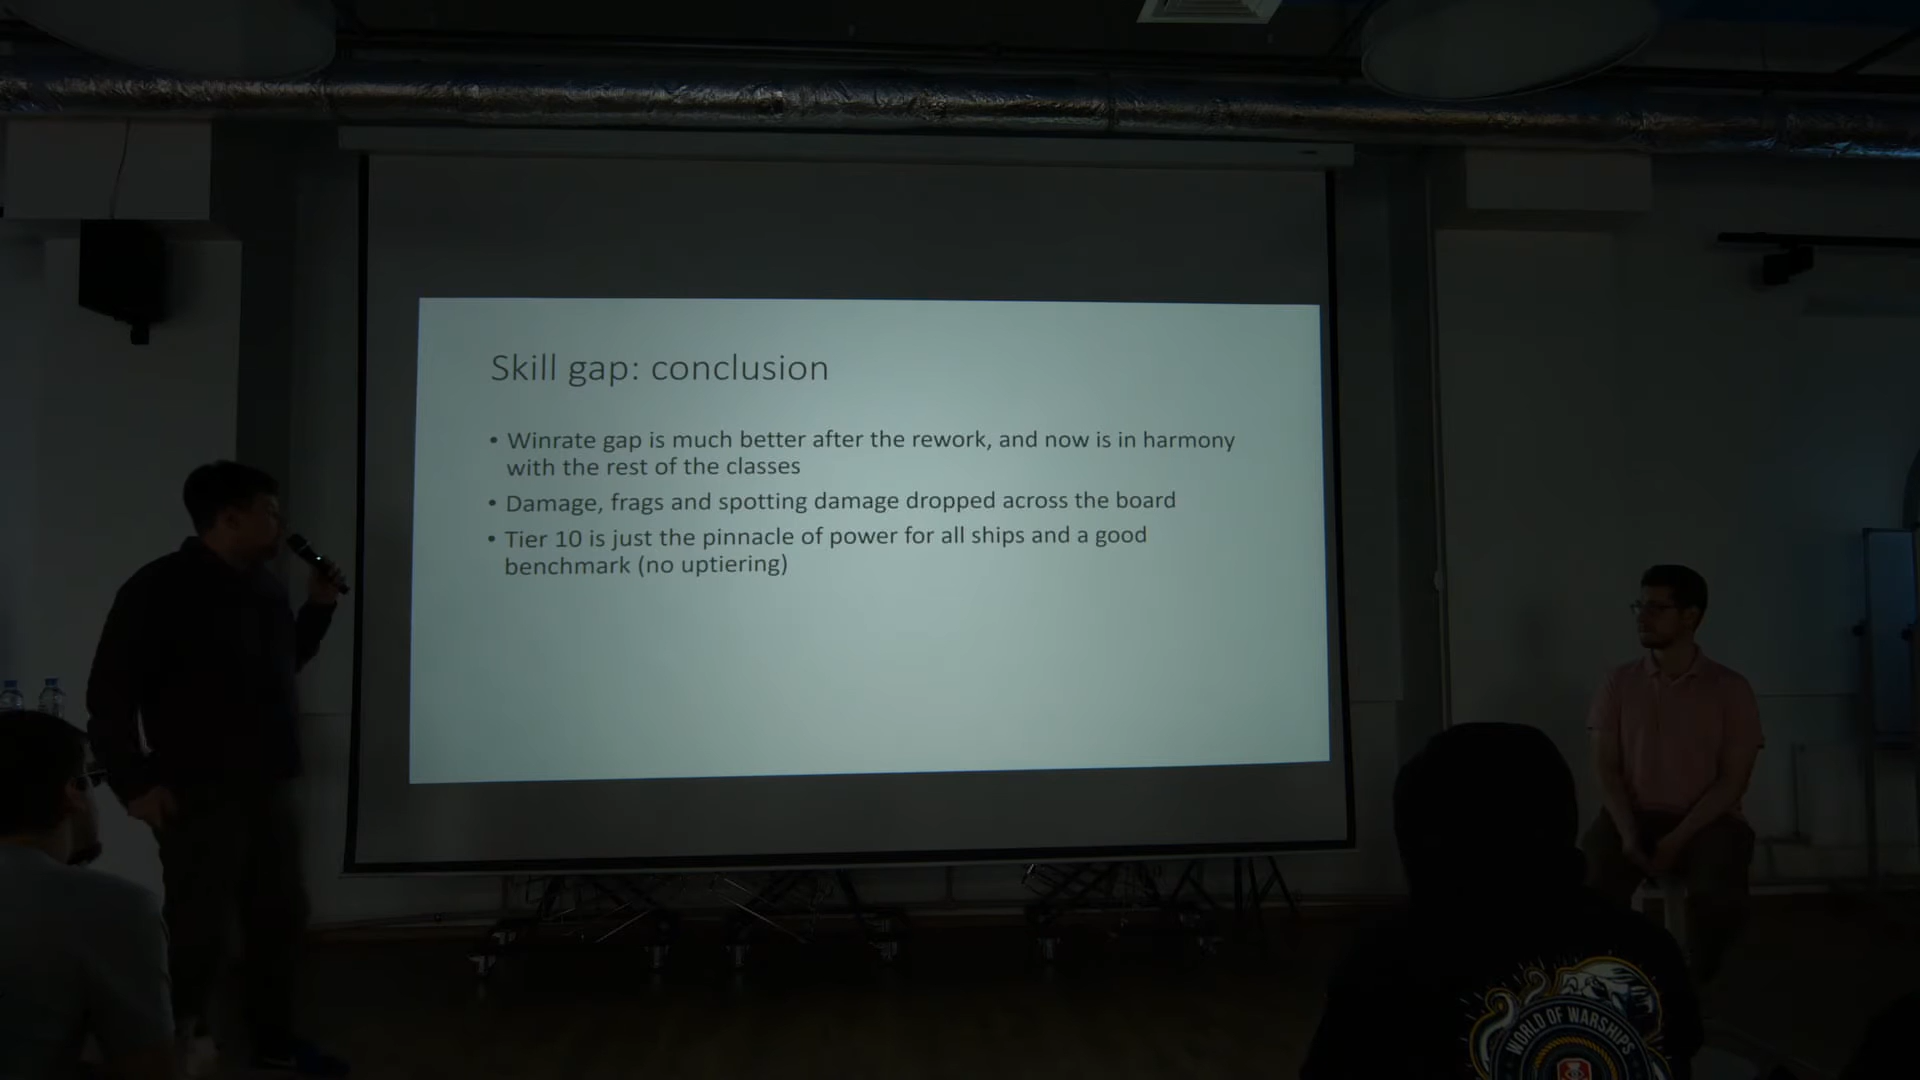 Skill gap: conclusion
• Winrate gap is much better after the rework, and now is in harmony
with the rest of the classes
• Damage, frags and spotting damage dropped across the board
• Tier 10 is just the pinnacle of power for all ships and a good
benchmark (no uptiering)
WORLD OF WARSHIPS